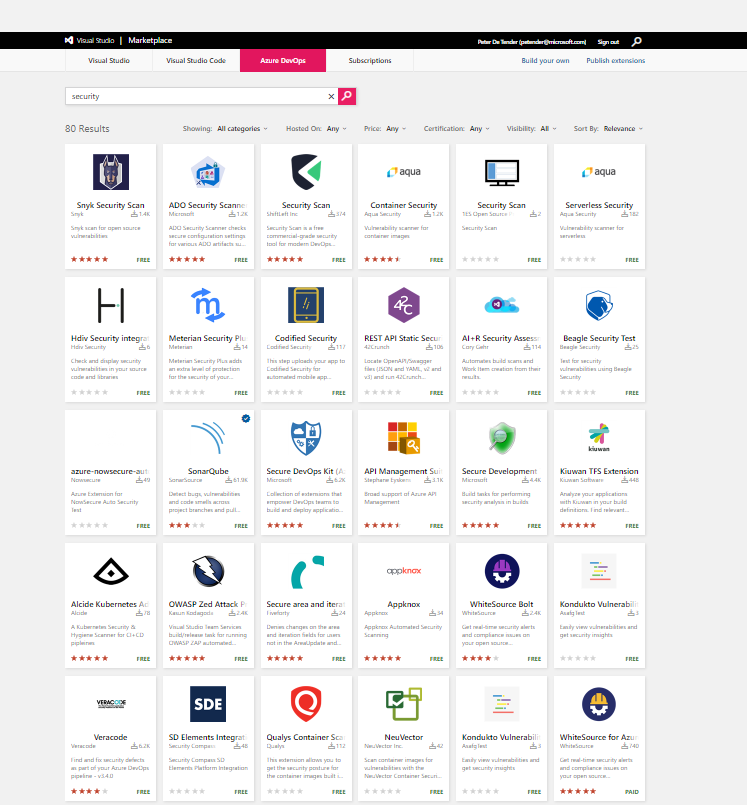 Visual Studio | Marketplace
Peter De Tender (petender@microsoft.com) Sign out
Visual Studio Visual Studio Code Azure DevOps Subscriptions Build your own Publish extensions
security
80 Results Showing: All categories Hosted On: Any Price: Any Certification: Any Visibility: All Sort By: Relevance
aqua aqua
Snyk Security Scan ADO Security Scanner Security Scan Container Security Security Scan Serverless Security
Snyk 1.4K Microsoft 1.2K ShiftLeft Inc 374 Aqua Security 1.2K 1ES Open Source 2 Aqua Security 182
Snyk scan for open source ADO Security Scanner checks Security Scan is a free Vulnerability scanner for Security Scan Vulnerability scanner for
vulnerabilities secure configuration settings commercial-grade security container images serverless
for various ADO artifacts su... tool for modern DevOps...
FREE FREE FREE FREE FREE FREE
H m 42C
Hdiv Security integrat Meterian Security Plu Codified Security REST API Static Secur AI+R Security Assess Beagle Security Test
Hdiv Security 6 Meterian 14 Codified Security 117 42Crunch 106 Cory Cehr 114 Beagle Security 25
Check and display security Meterian Security Plus adds This step uploads your app to Locate OpenAPI/Swagger Automates build scans and Test for security
vulnerabilities in your source an extra level of protection Codified Security for files (JSON and YAML, v2 and Work Item creation from their vulnerabilities using Beagle
code and libraries for the security of your... automated mobile app... v3) and run 42Crunch... results. Security
FREE FREE FREE FREE FREE FREE
kiuwan
azure-nowsecure-aut SonarQube Secure DevOps Kit (A API Management Sui Secure Development Kiuwan TFS Extension
Nowsecure 49 SonarSource 61.9K Microsoft 6.2K Stephane Eyskens 3.1K Microsoft 4.4K Kiuwan Software 448
Azure Extension for Detect bugs, vulnerabilities Collection of extensions that Broad support of Azure API Build tasks for performing Analyze your applications
NowSecure Auto Security and code smells across empower DevOps teams to Management security analysis in builds with Kiuwan in your build
Test project branches and pull... build and deploy applicatio... definitions. Find relevant...
FREE FREE FREE FREE FREE FREE
appknox
Alcide Kubernetes Ad OWASP Zed Attack P Secure area and iterat Appknox WhiteSource Bolt Kondukto Vulnerabili
Alcide 78 Kasun Kodagoda 2.4K Fiveforty 24 Appknox 34 WhiteSource 2.4K AsafgTest 3
A Kubernetes Security & Visual Studio Team Services Denies changes on the area Appknox Automated Security Get real-time security alerts Easily view vulnerabilities and
Hygiene Scanner for CI+CD build/release task for running and iteration fields for users Scanning and compliance issues on get security insights
piplenes OWASP ZAP automated... not in the AreaUpdate and... your open source...
FREE FREE FREE FREE FREE FREE
VERACODE SDE
Veracode SD Elements Integrat Qualys Container Sca NeuVector Kondukto Vulnerabili WhiteSource for Azu
Veracode 6.2K Security Compass 48 Qualys 112 NeuVector Inc. 42 AsafgTest 3 WhiteSource 740
Find and fix security defects Security Compass SD This extension allows you to Scan container images for Easily view vulnerabilities and Get real-time security alerts
as part of your Azure DevOps Elements Platform Integration get the security posture for vulnerabilities with the get security insights and compliance issues on
pipeline - v3.4.0 the container images built i... NeuVector Container Secur... your open source...
FREE FREE FREE FREE FREE PAID